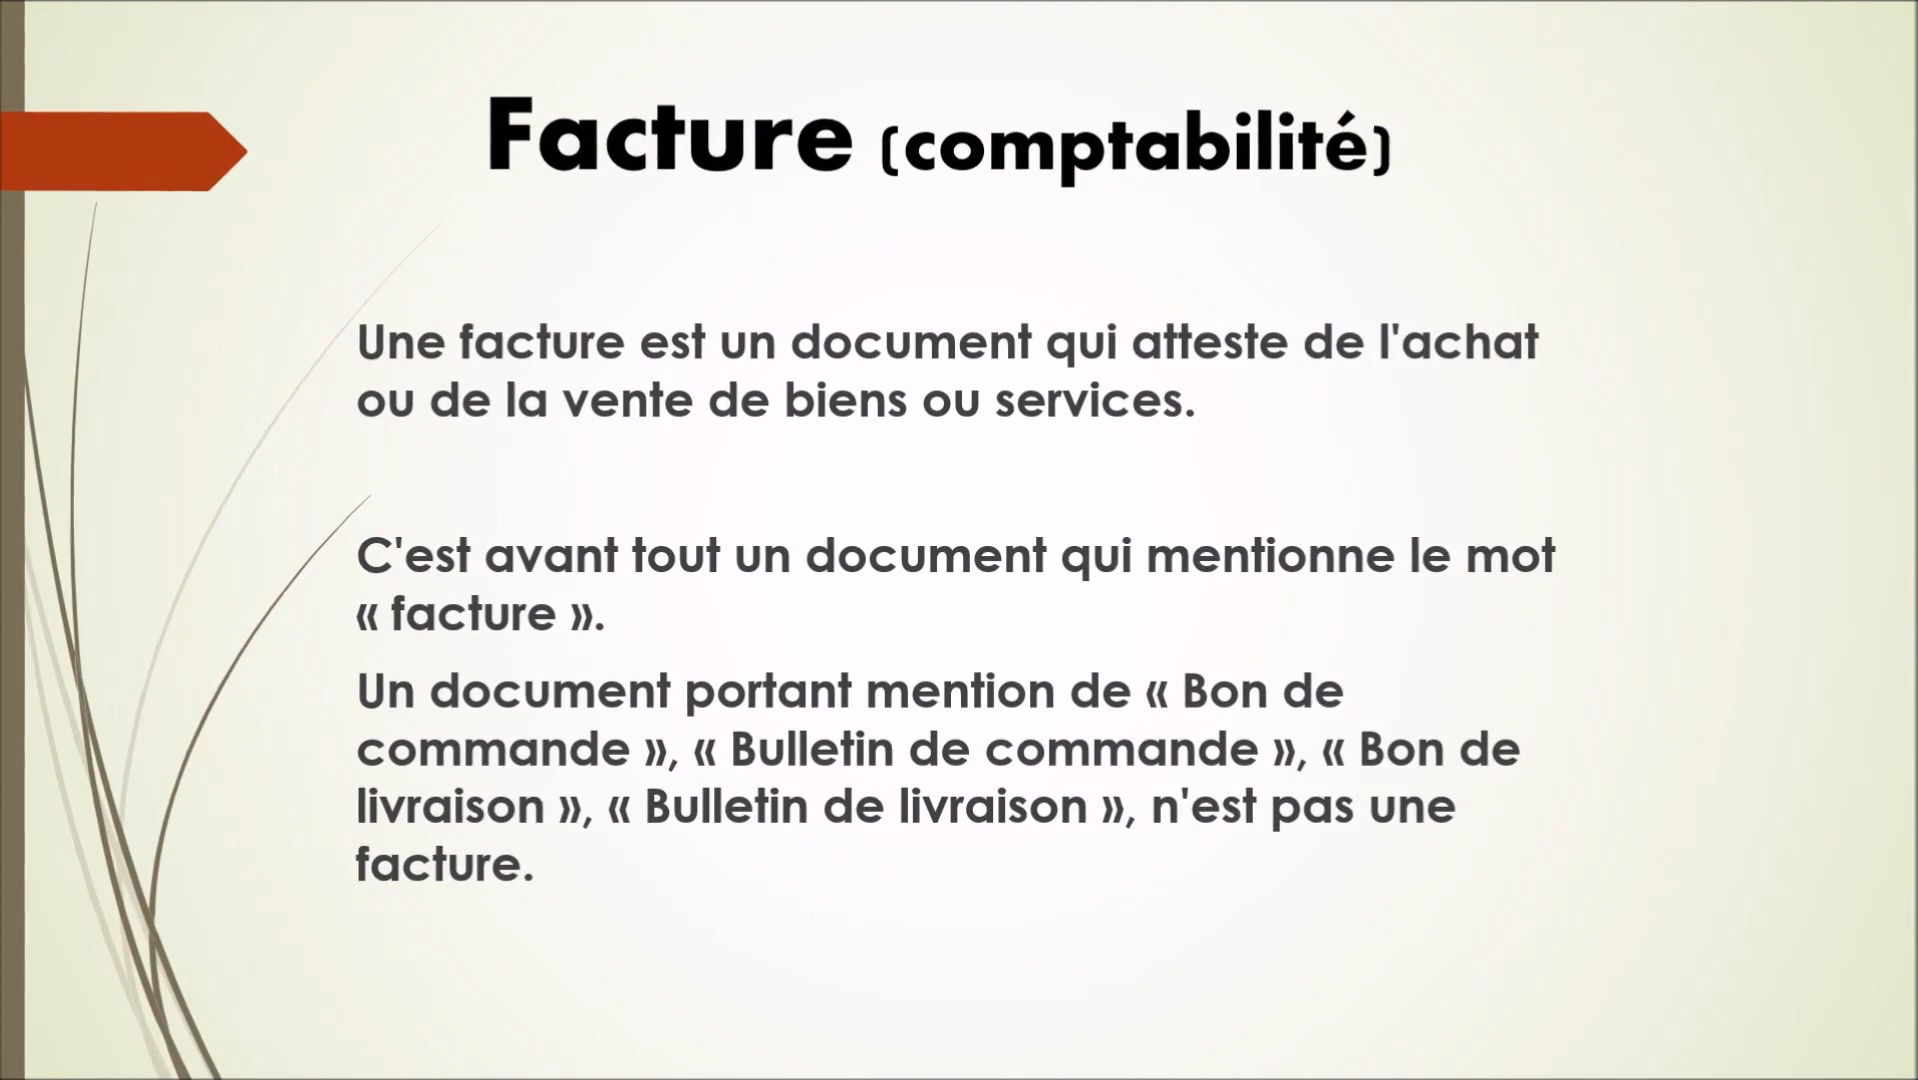 Facture (comptabilité)
Une facture est un document qui atteste de l'achat
ou de la vente de biens ou services.
C'est avant tout un document qui mentionne le mot
« facture ».
Un document portant mention de « Bon de
commande », « Bulletin de commande », « Bon de
livraison », « Bulletin de livraison », n'est pas une
facture.